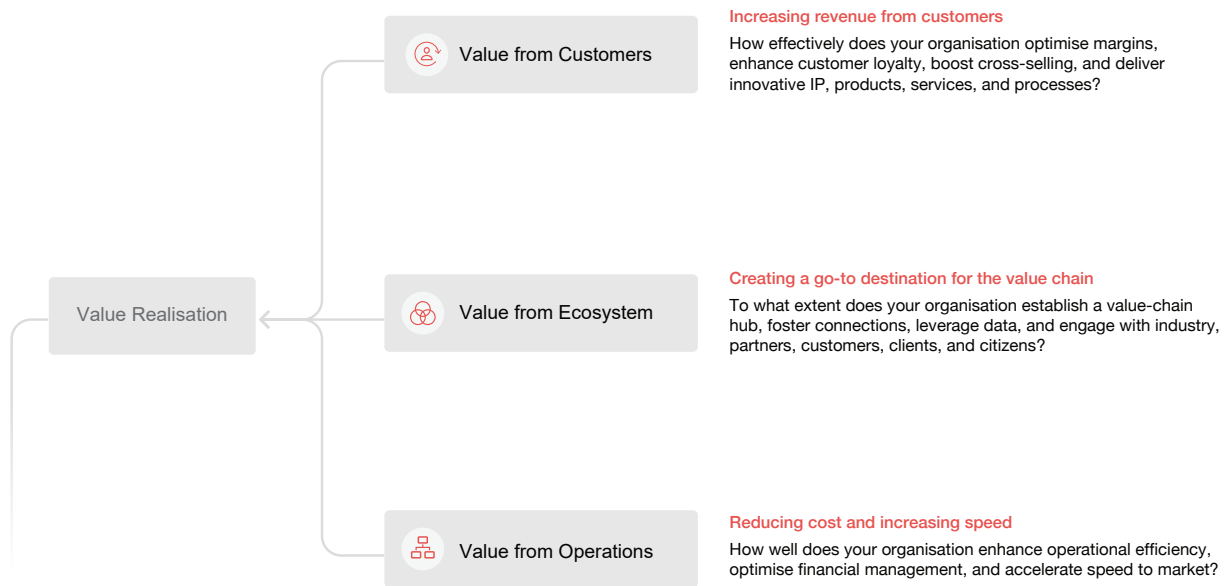 Value Realisation
Value from Customers
Increasing revenue from customers
How effectively does your organisation optimise margins,
enhance customer loyalty, boost cross-selling, and deliver
innovative IP, products, services, and processes?
Value from Ecosystem
Creating a go-to destination for the value chain
To what extent does your organisation establish a value-chain
hub, foster connections, leverage data, and engage with industry,
partners, customers, clients, and citizens?
Value from Operations
Reducing cost and increasing speed
How well does your organisation enhance operational efficiency,
optimise financial management, and accelerate speed to market?